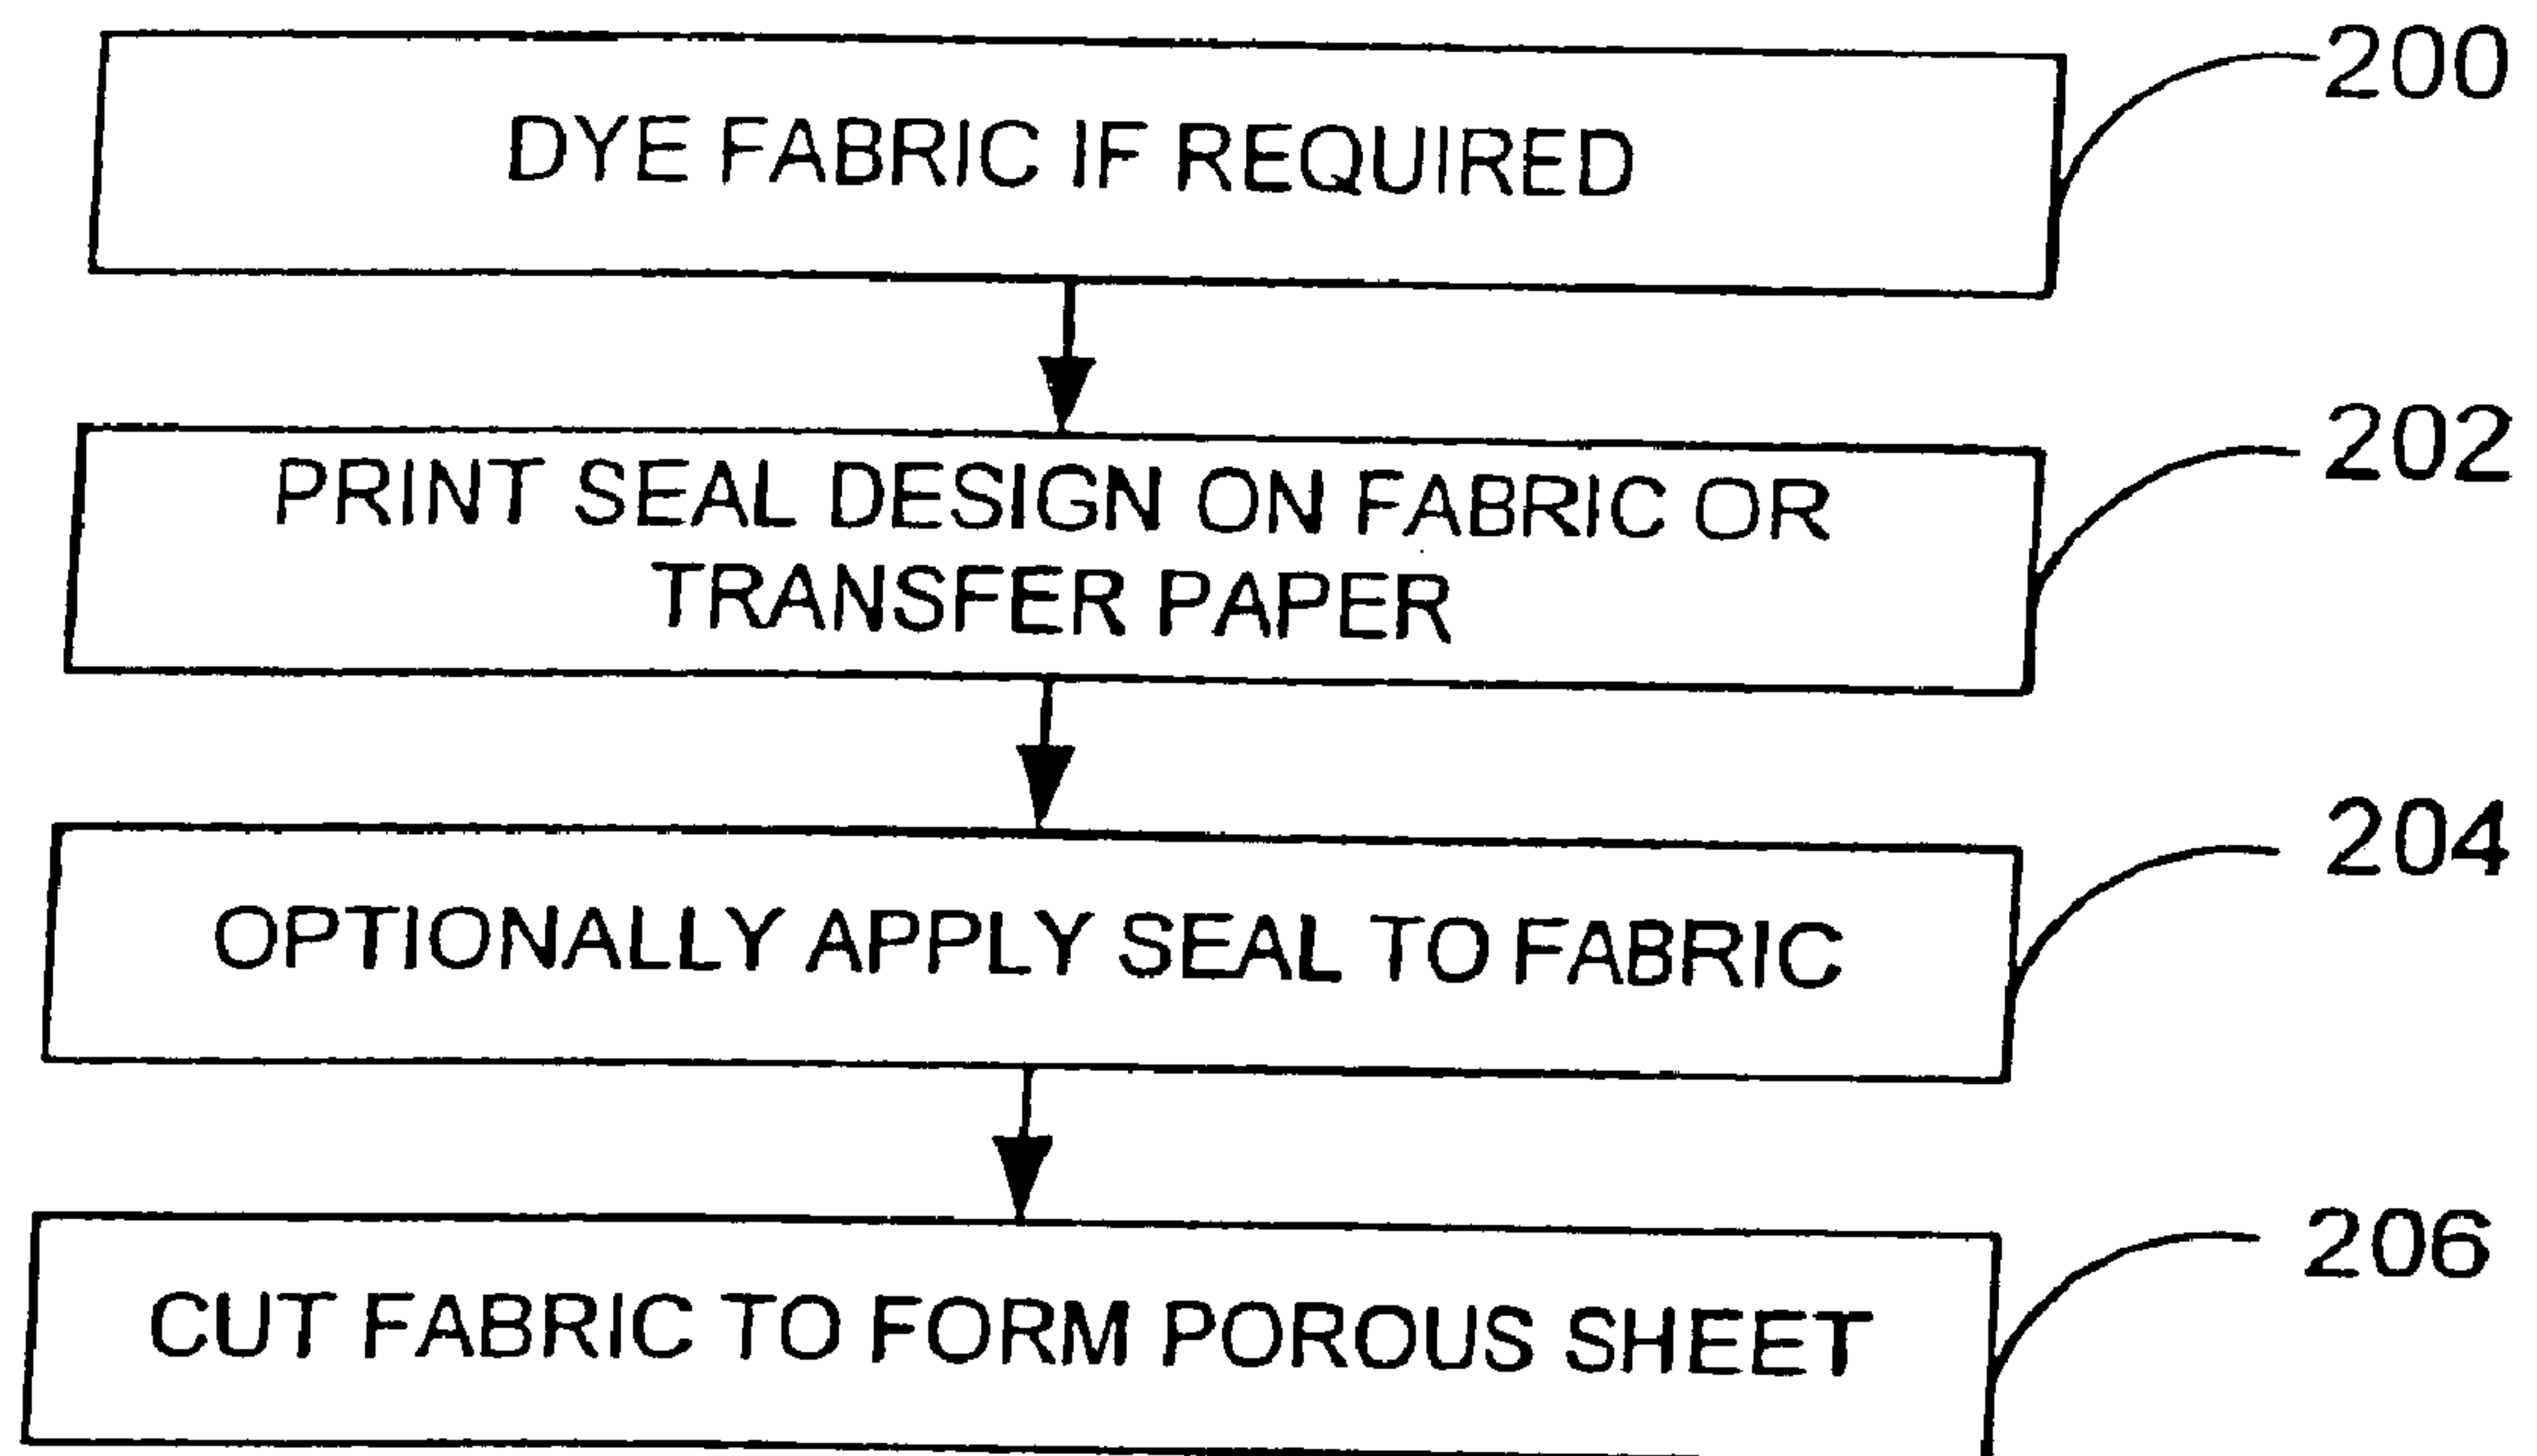 DYE FABRIC IF REQUIRED
200
PRINT SEAL DESIGN ON FABRIC OR
TRANSFER PAPER
202
OPTIONALLY APPLY SEAL TO FABRIC
204
CUT FABRIC TO FORM POROUS SHEET
206